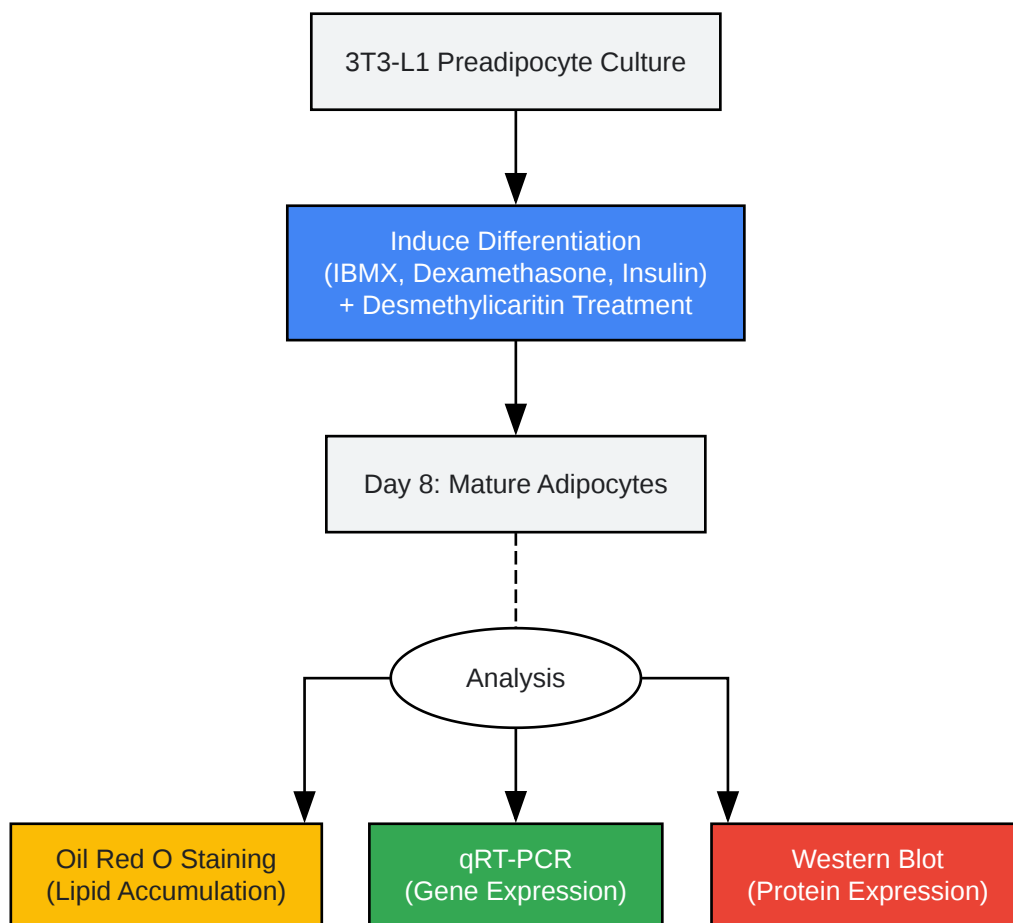 3T3-L1 Preadipocyte Culture
Induce Differentiation
(IBMX, Dexamethasone, Insulin)
+ Desmethylicaritin Treatment
Day 8: Mature Adipocytes
Analysis
Oil Red O Staining
(Lipid Accumulation)
qRT-PCR
(Gene Expression)
Western Blot
(Protein Expression)